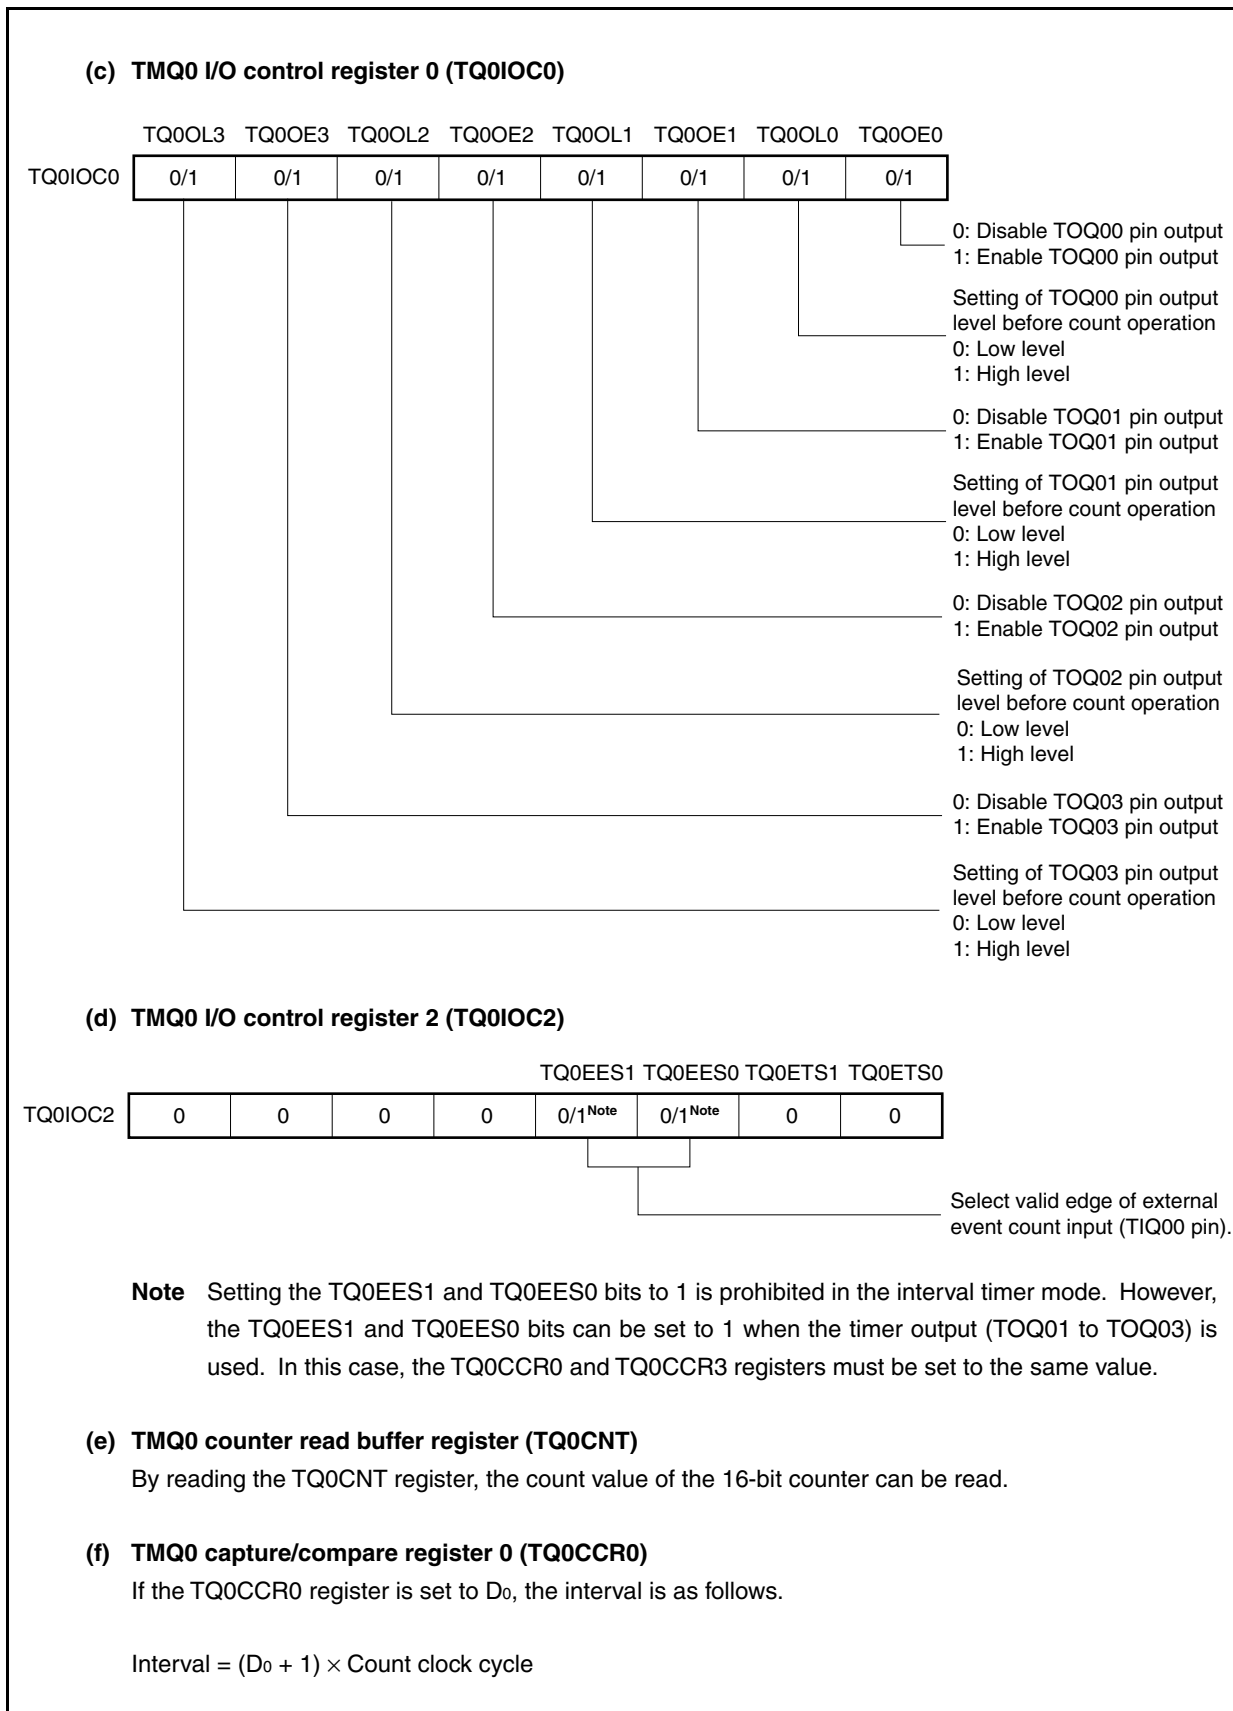 (c) TMQ0 I/O control register 0 (TQ0IOC0)
TQ0OL3 TQ0OE3 TQ0OL2 TQ0OE2 TQ0OL1 TQ0OE1 TQ0OL0 TQ0OE0
TQ0IOC0 0/1 0/1 0/1 0/1 0/1 0/1 0/1 0/1
0: Disable TOQ00 pin output
1: Enable TOQ00 pin output
Setting of TOQ00 pin output
level before count operation
0: Low level
1: High level
0: Disable TOQ01 pin output
1: Enable TOQ01 pin output
Setting of TOQ01 pin output
level before count operation
0: Low level
1: High level
0: Disable TOQ02 pin output
1: Enable TOQ02 pin output
Setting of TOQ02 pin output
level before count operation
0: Low level
1: High level
0: Disable TOQ03 pin output
1: Enable TOQ03 pin output
Setting of TOQ03 pin output
level before count operation
0: Low level
1: High level
(d) TMQ0 I/O control register 2 (TQ0IOC2)
TQ0EES1 TQ0EES0 TQ0ETS1 TQ0ETS0
TQ0IOC2 0 0 0 0 0/1Note 0/1Note 0 0
Select valid edge of external
event count input (TIQ00 pin).
Note Setting the TQ0EES1 and TQ0EES0 bits to 1 is prohibited in the interval timer mode. However,
the TQ0EES1 and TQ0EES0 bits can be set to 1 when the timer output (TOQ01 to TOQ03) is
used. In this case, the TQ0CCR0 and TQ0CCR3 registers must be set to the same value.
(e) TMQ0 counter read buffer register (TQ0CNT)
By reading the TQ0CNT register, the count value of the 16-bit counter can be read.
(f) TMQ0 capture/compare register 0 (TQ0CCR0)
If the TQ0CCR0 register is set to D0, the interval is as follows.
Interval = (D0 + 1) × Count clock cycle